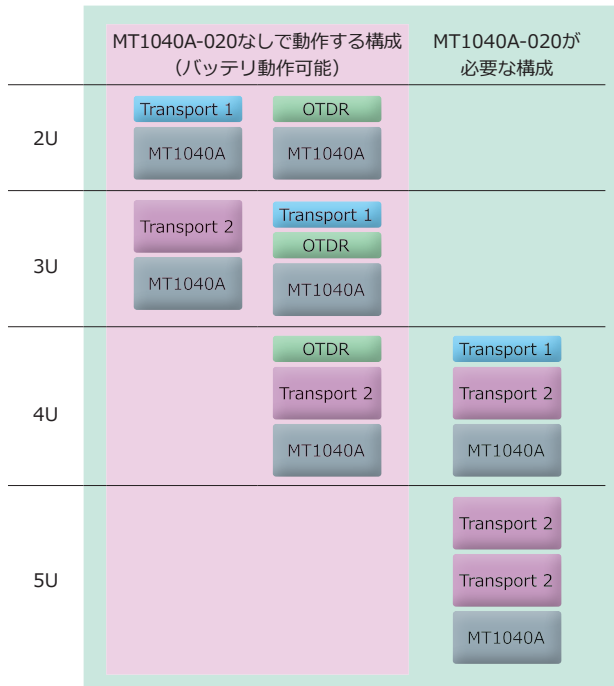 MT1040A-020なしで動作する構成
（バッテリ動作可能）
MT1040A-020が
必要な構成
2U
Transport 1
MT1040A
OTDR
MT1040A
3U
Transport 2
MT1040A
Transport 1
OTDR
MT1040A
4U
OTDR
Transport 2
MT1040A
Transport 1
Transport 2
MT1040A
5U
Transport 2
Transport 2
MT1040A